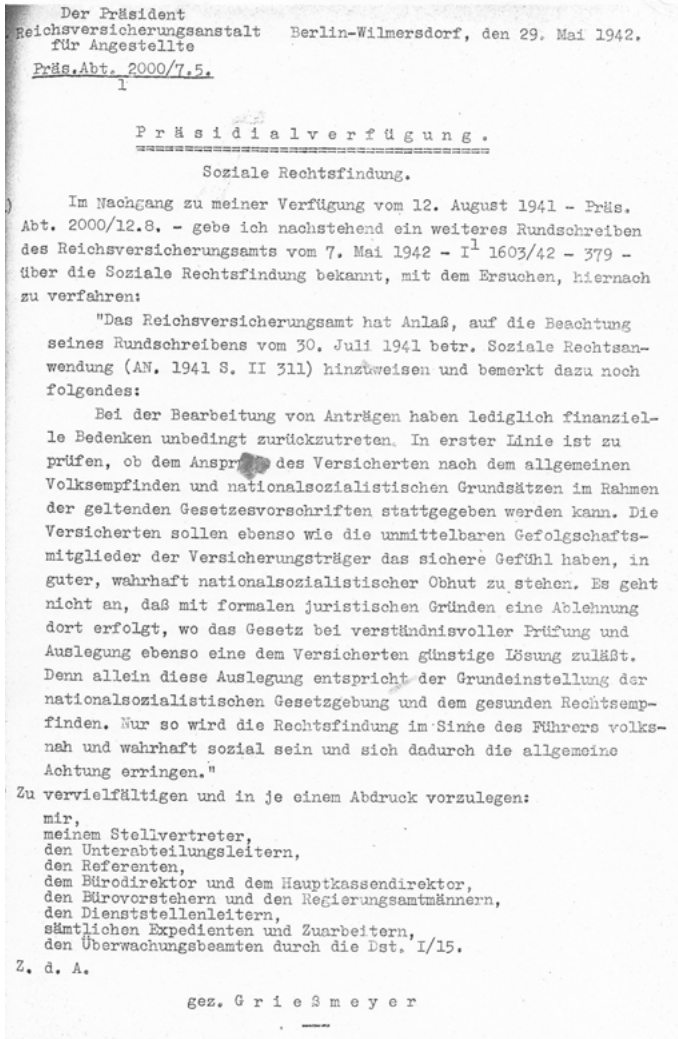 Der Präsident
Reichsversicherungsanstalt Berlin-Wilmersdorf, den 29. Mai 1942.
für Angestellte
Präs.Abt. 2000/7.5.
1
Präsidialverfügung.
Soziale Rechtsfindung.
) Im Nachgang zu meiner Verfügung vom 12. August 1941 - Präs.
Abt. 2000/12.8. - gebe ich nachstehend ein weiteres Rundschreiben
des Reichsversicherungsamts vom 7. Mai 1942 - I1 1603/42 - 379 -
über die Soziale Rechtsfindung bekannt, mit dem Ersuchen, hiernach
zu verfahren:
"Das Reichsversicherungsamt hat Anlaß, auf die Beachtung
seines Rundschreibens vom 30. Juli 1941 betr. Soziale Rechtsan-
wendung (AN. 1941 S. II 311) hinzuweisen und bemerkt dazu noch
folgendes:
Bei der Bearbeitung von Anträgen haben lediglich finanziel-
le Bedenken unbedingt zurückzutreten. In erster Linie ist zu
prüfen, ob dem Anspr des Versicherten nach dem allgemeinen
Volksempfinden und nationalsozialistischen Grundsätzen im Rahmen
der geltenden Gesetzesvorschriften stattgegeben werden kann. Die
Versicherten sollen ebenso wie die unmittelbaren Gefolgschafts-
mitglieder der Versicherungsträger das sichere Gefühl haben, in
guter, wahrhaft nationalsozialistischer Obhut zu stehen. Es geht
nicht an, daß mit formalen juristischen Gründen eine Ablehnung
dort erfolgt, wo das Gesetz bei verständnisvoller Prüfung und
Auslegung ebenso eine dem Versicherten günstige Lösung zuläßt.
Denn allein diese Auslegung entspricht der Grundeinstellung der
nationalsozialistischen Gesetzgebung und dem gesunden Rechtsemp-
finden. Nur so wird die Rechtsfindung im Sinne des Führers volks-
nah und wahrhaft sozial sein und sich dadurch die allgemeine
Achtung erringen."
Zu vervielfältigen und in je einem Abdruck vorzulegen:
mir,
meinem Stellvertreter,
den Unterabteilungsleitern,
den Referenten,
dem Bürodirektor und dem Hauptkassendirektor,
den Bürovorstehern und den Regierungsamtmännern,
den Dienststellenleitern,
sämtlichen Expedienten und Zuarbeitern,
den Überwachungsbeamten durch die Dst. I/15.
Z. d. A.
gez. Grießmeyer